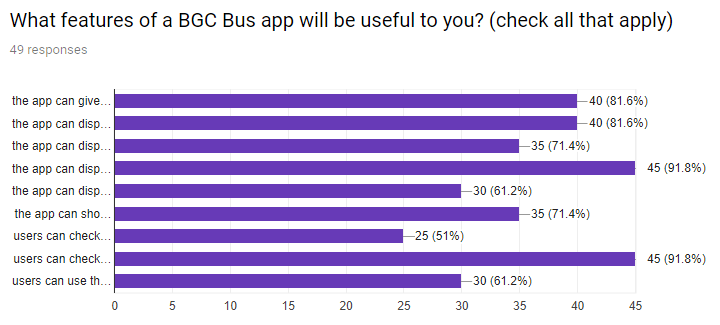 What features of a BGC Bus app will be useful to you? (check all that apply)
49 responses
the app can give... 40 (81.6%)
the app can disp... 40 (81.6%)
the app can disp... 35 (71.4%)
the app can disp... 45 (91.8%)
the app can disp... 30 (61.2%)
the app can sho... 35 (71.4%)
users can check... 25 (51%)
users can check... 45 (91.8%)
users can use th... 30 (61.2%)
0 5 10 15 20 25 30 35 40 45